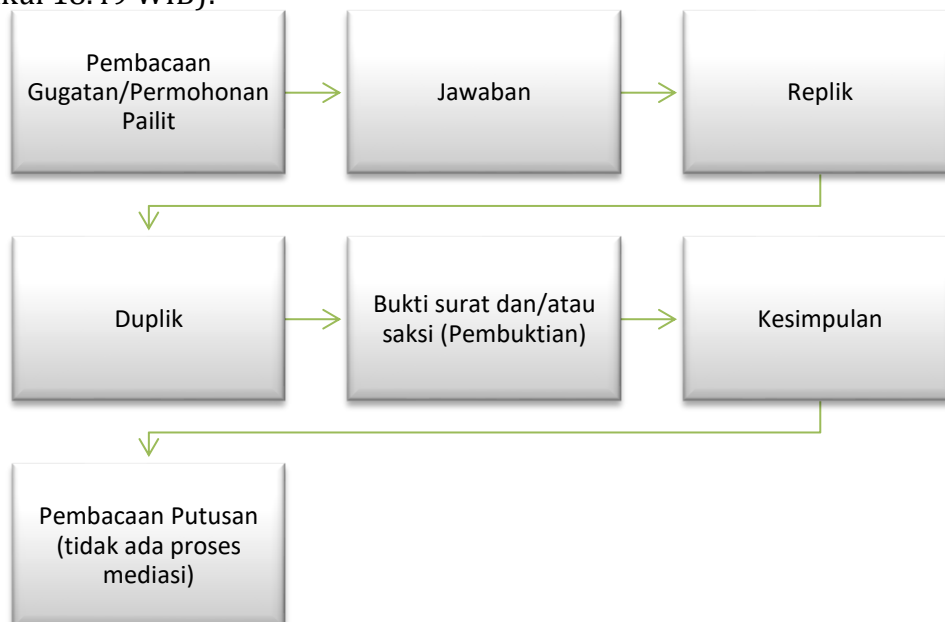 Pembacaan
Gugatan/Permohonan
Pailit
Jawaban
Replik
Duplik
Bukti surat dan/atau
saksi (Pembuktian)
Kesimpulan
Pembacaan Putusan
(tidak ada proses
mediasi)